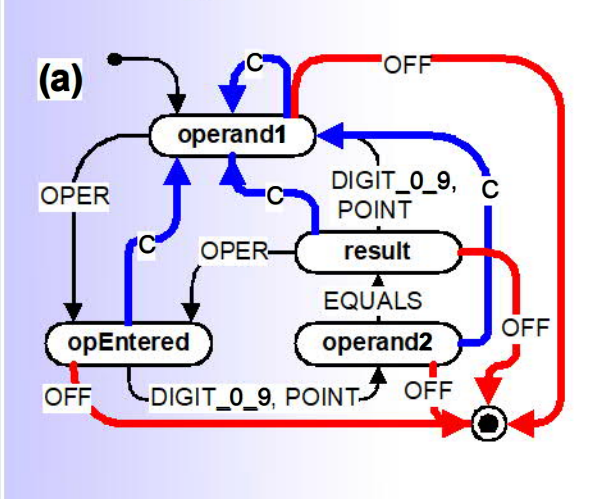 (a)
C
OFF
operand1
DIGIT_0_9,
POINT
OPER
C
C
C
OPER
result
EQUALS
OFF
opEntered
operand2
OFF
DIGIT_0_9, POINT
OFF